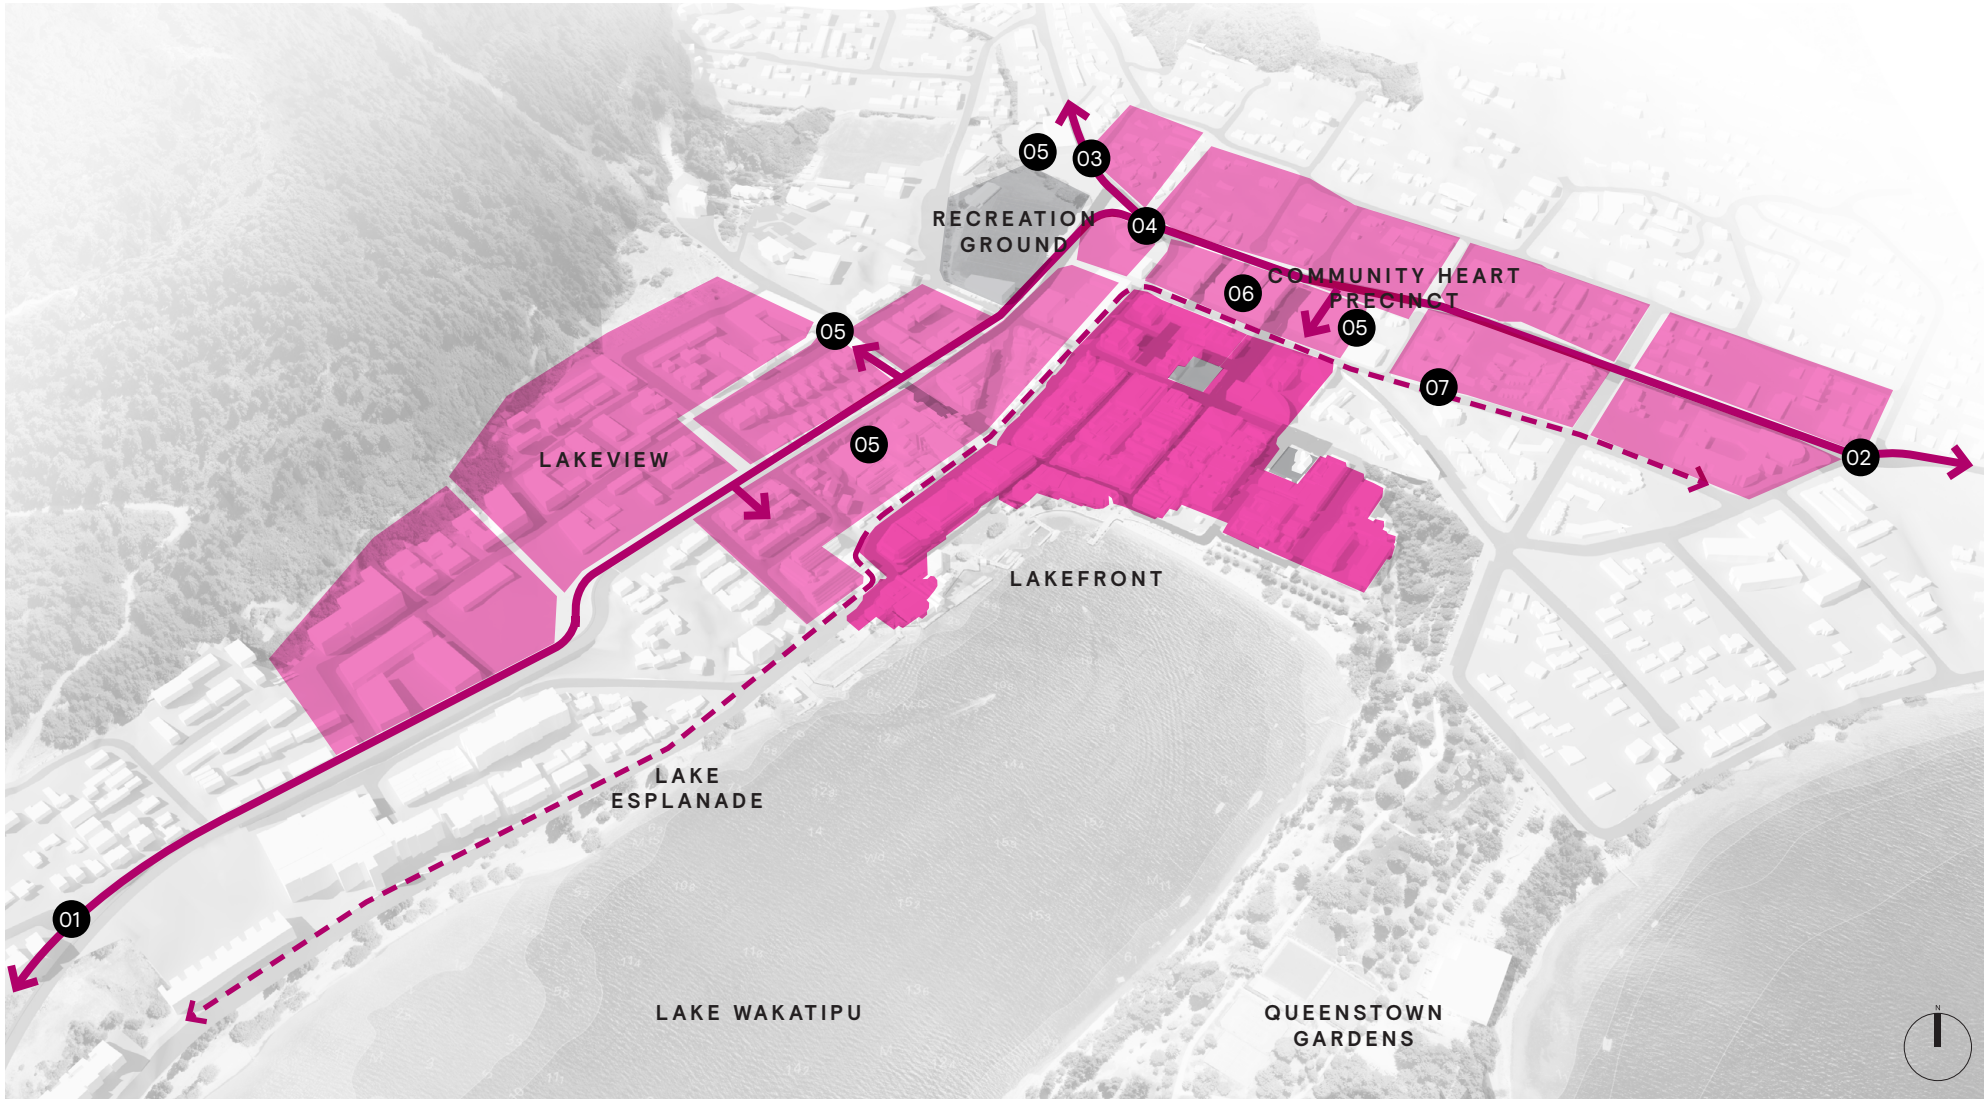 05
03
RECREATION
GROUND
04
COMMUNITY HEART
PRECINCT
06
05
05
07
05
LAKEVIEW
02
LAKEFRONT
LAKE
ESPLANADE
01
LAKE WAKATIPU
QUEENSTOWN
GARDENS
N